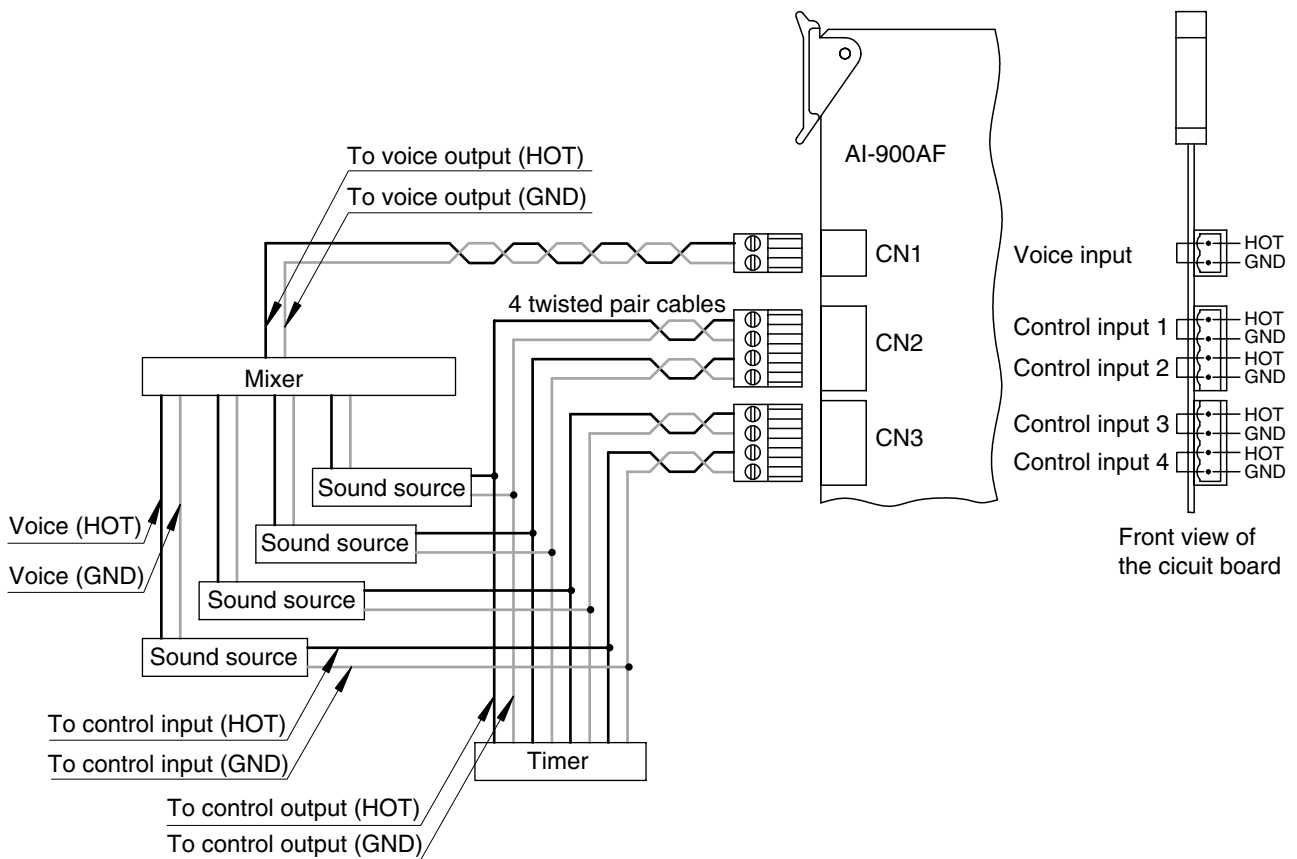 To voice output (HOT)
To voice output (GND)
AI-900AF
CN1
Voice input
HOT
GND
4 twisted pair cables
CN2
Control input 1
Control input 2
HOT
GND
HOT
GND
Mixer
CN3
Control input 3
Control input 4
HOT
GND
HOT
GND
Sound source
Voice (HOT)
Sound source
Front view of
the cicuit board
Voice (GND)
Sound source
Sound source
To control input (HOT)
To control input (GND)
Timer
To control output (HOT)
To control output (GND)